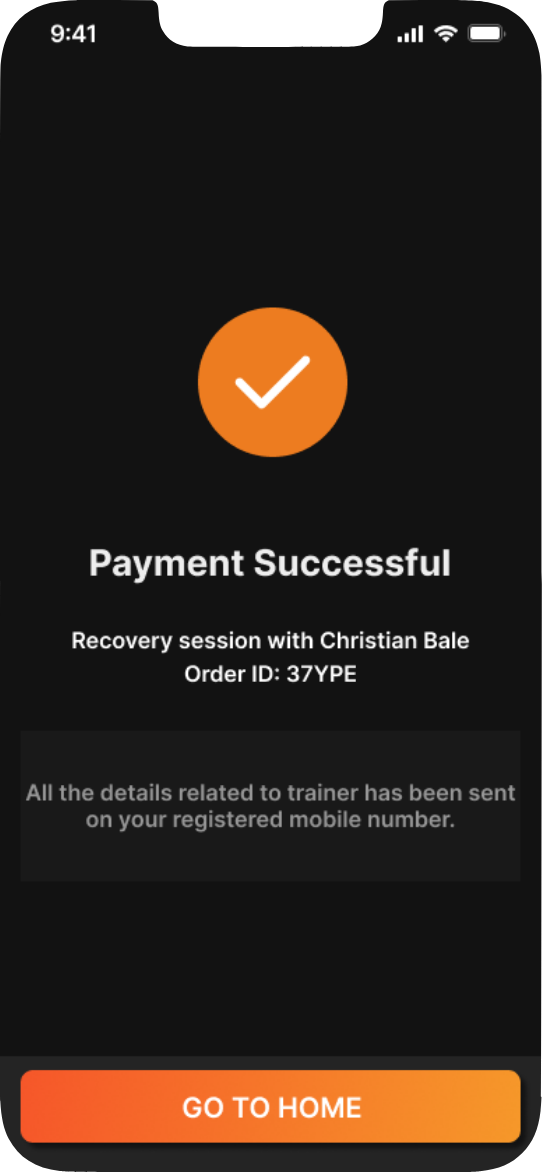 9:41
Payment Successful
Recovery session with Christian Bale
Order ID: 37YPE
All the details related to trainer has been sent
on your registered mobile number.
GO TO HOME